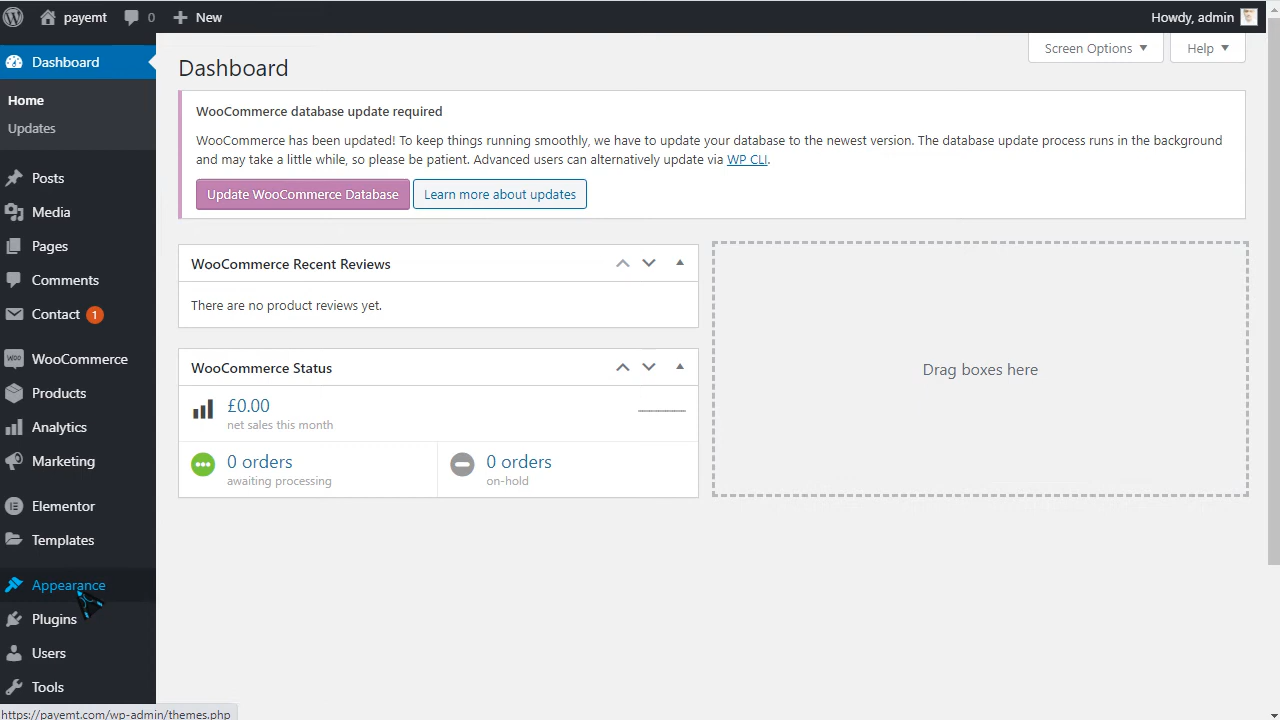 payemt
0
New
Howdy, admin
Dashboard
Home
Updates
Posts
Media
Pages
Comments
Contact 1
WooCommerce
Products
Analytics
Marketing
Elementor
Templates
Appearance
Plugins
Users
Tools
Screen Options
Help
Dashboard
WooCommerce database update required
WooCommerce has been updated! To keep things running smoothly, we have to update your database to the newest version. The database update process runs in the background
and may take a little while, so please be patient. Advanced users can alternatively update via WP CLI.
Update WooCommerce Database
Learn more about updates
WooCommerce Recent Reviews
There are no product reviews yet.
WooCommerce Status
£0.00
net sales this month
0 orders
awaiting processing
0 orders
on-hold
Drag boxes here
https://payemt.com/wp-admin/themes.php